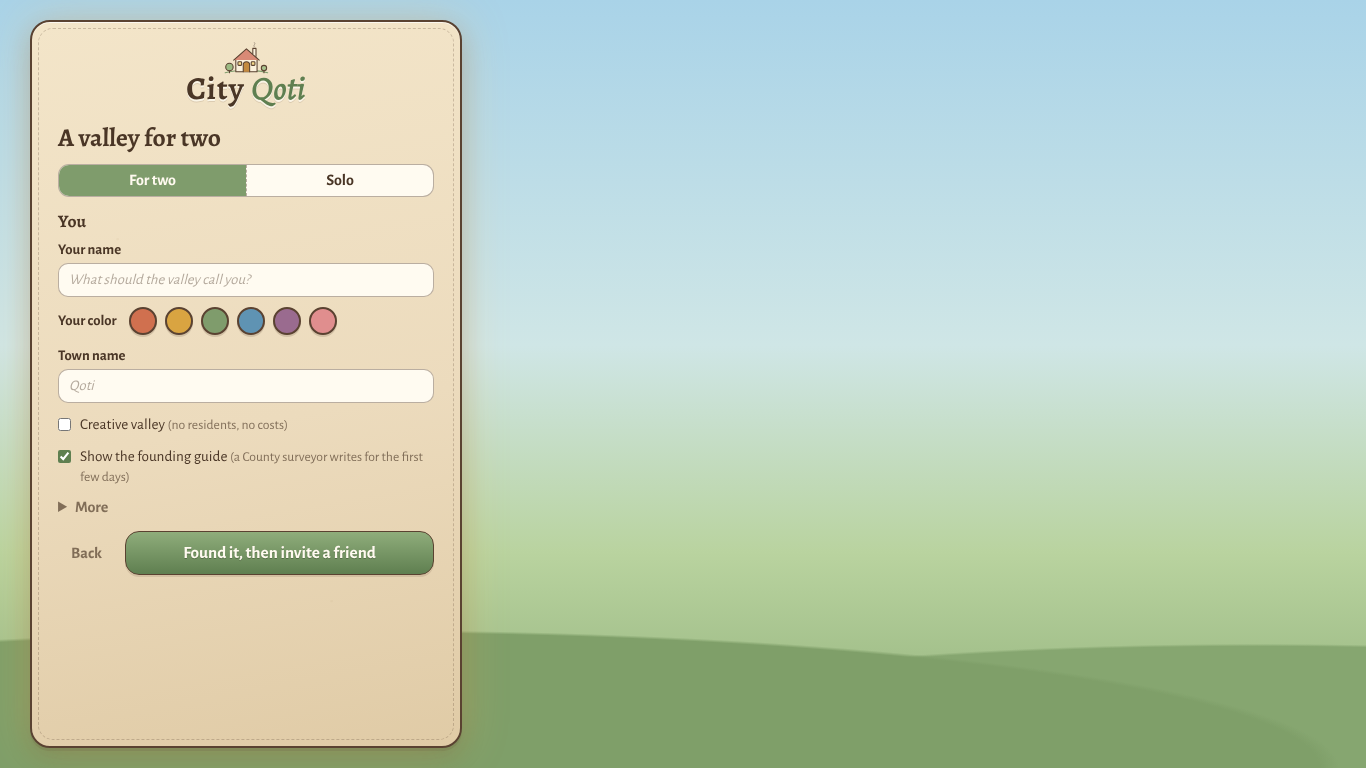 City Qoti
A valley for two
For two
Solo
You
Your name
What should the valley call you?
Your color
Town name
Qoti
Creative valley (no residents, no costs)
Show the founding guide (a County surveyor writes for the first
few days)
More
Back
Found it, then invite a friend